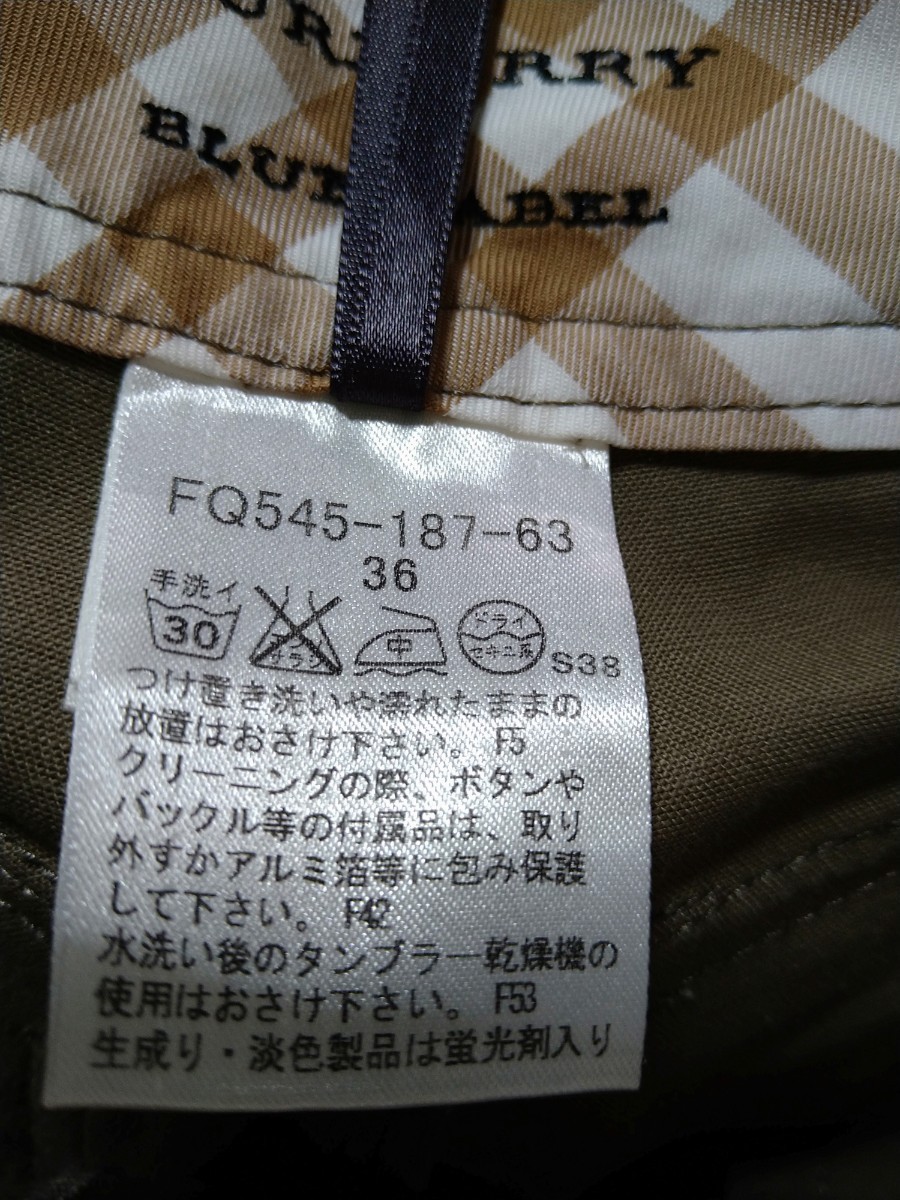 BLUE LABEL
FQ545-187-63
36
手洗イ
30
中
ドライ
セキユ系
S38
つけ置き洗いや濡れたままの
放置はおさけ下さい。 F5
クリーニングの際、ボタンや
バックル等の付属品は、取り
外すかアルミ箔等に包み保護
して下さい。 F42
水洗い後のタンブラー乾燥機の
使用はおさけ下さい。 F53
生成り・淡色製品は蛍光剤入り